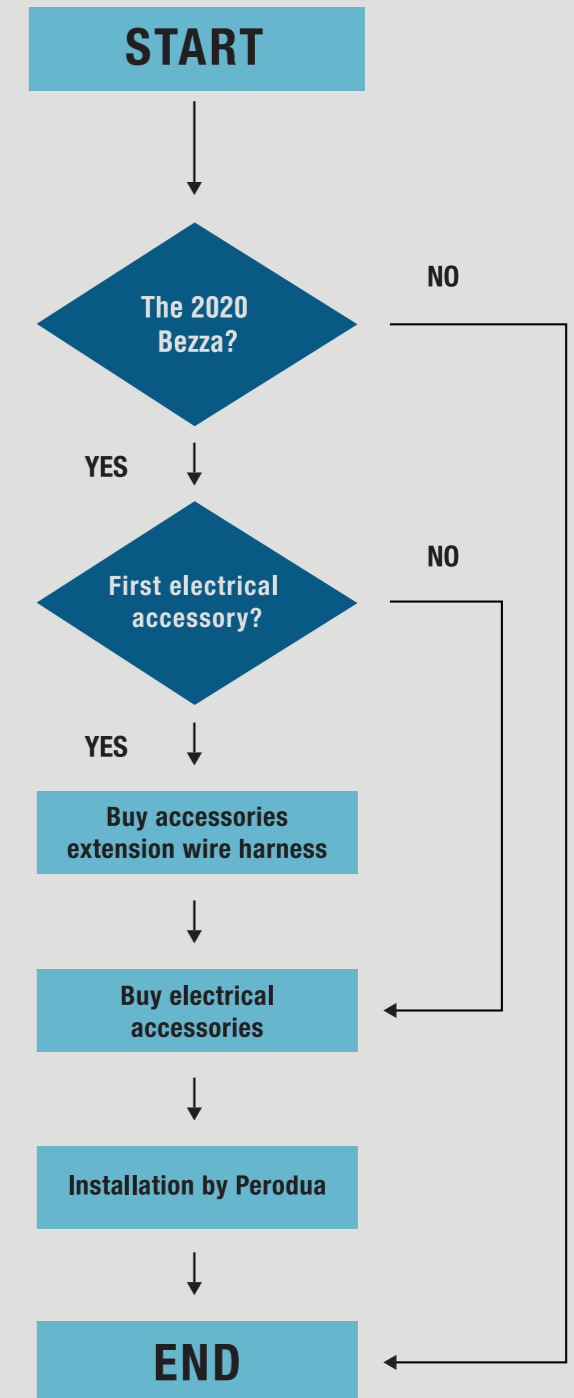 START
The 2020
Bezza?
NO
YES
First electrical
accessory?
NO
YES
Buy accessories
extension wire harness
Buy electrical
accessories
Installation by Perodua
END